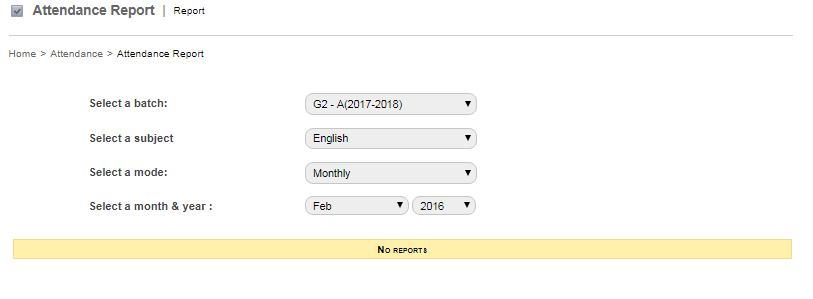 Attendance Report | Report
Home > Attendance > Attendance Report
Select a batch: G2 - A(2017-2018)
Select a subject English
Select a mode: Monthly
Select a month & year : Feb 2016
No reports